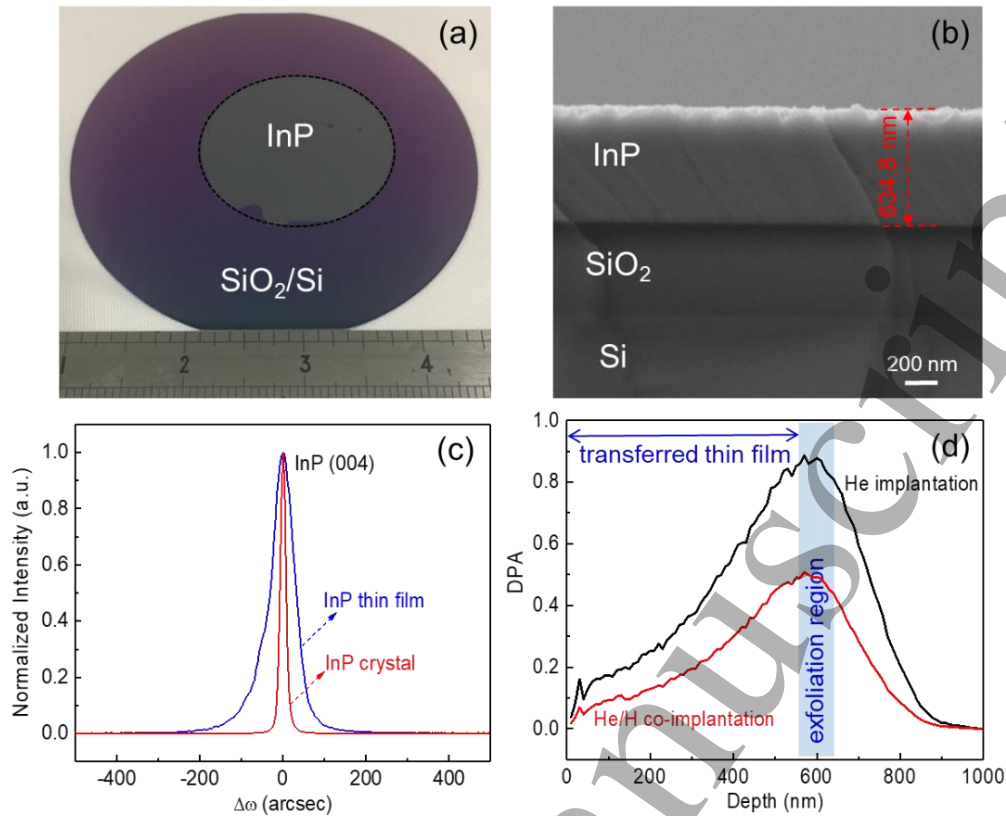 (a)
InP
SiO₂/Si
1 2 3 4
(b)
InP
634.8 nm
SiO₂
Si
200 nm
(c)
InP (004)
InP thin film
InP crystal
Normalized Intensity (a.u.)
1.0
0.8
0.6
0.4
0.2
0.0
-400 -200 0 200 400
Δω (arcsec)
(d)
transferred thin film
He implantation
He/H co-implantation
exfoliation region
DPA
1.0
0.8
0.6
0.4
0.2
0.0
0 200 400 600 800 1000
Depth (nm)